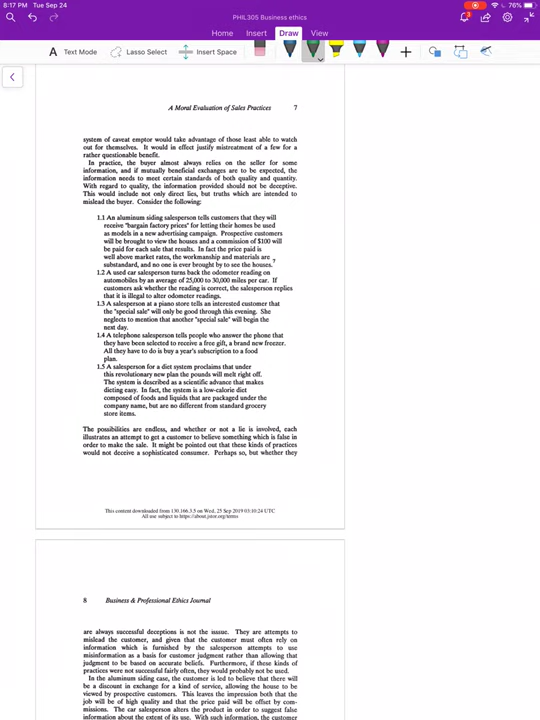 8:17 PM Tue Sep 24
76%
PHIL305 Business ethics
3
Home Insert Draw View
Text Mode Lasso Select Insert Space
A Moral Evaluation of Sales Practices 7
system of caveat emptor would take advantage of those least able to watch
out for themselves. It would in effect justify mistreatment of a few for a
rather questionable benefit.
In practice, the buyer almost always relies on the seller for some
information, and if mutually beneficial exchanges are to be expected, the
information needs to meet certain standards of both quality and quantity.
With regard to quality, the information provided should not be deceptive.
This would include not only direct lies, but truths which are intended to
mislead the buyer. Consider the following:
1.1 An aluminum siding salesperson tells customers that they will
receive "bargain factory prices" for letting their homes be used
as models in a new advertising campaign. Prospective customers
will be brought to view the houses and a commission of $100 will
be paid for each sale that results. In fact the price paid is
well above market rates, the workmanship and materials are
substandard, and no one is ever brought by to see the houses.7
1.2 A used car salesperson turns back the odometer reading on
automobiles by an average of 25,000 to 30,000 miles per car. If
customers ask whether the reading is correct, the salesperson replies
that it is illegal to alter odometer readings.
1.3 A salesperson at a piano store tells an interested customer that
the "special sale" will only be good through this evening. She
neglects to mention that another "special sale" will begin the
next day.
1.4 A telephone salesperson tells people who answer the phone that
they have been selected to receive a free gift, a brand new freezer.
All they have to do is buy a year's subscription to a food
plan.
1.5 A salesperson for a diet system proclaims that under
this revolutionary new plan the pounds will melt right off.
The system is described as a scientific advance that makes
dieting easy. In fact, the system is a low-calorie diet
composed of foods and liquids that are packaged under the
company name, but are no different from standard grocery
store items.
The possibilities are endless, and whether or not a lie is involved, each
illustrates an attempt to get a customer to believe something which is false in
order to make the sale. It might be pointed out that these kinds of practices
would not deceive a sophisticated consumer. Perhaps so, but whether they
This content downloaded from 130.166.3.5 on Wed, 25 Sep 2019 03:10:24 UTC
All use subject to https://about.jstor.org/terms
8 Business & Professional Ethics Journal
are always successful deceptions is not the issue. They are attempts to
mislead the customer, and given that the customer must often rely on
information which is furnished by the salesperson attempts to use
misinformation as a basis for customer judgment rather than allowing that
judgment to be based on accurate beliefs. Furthermore, if these kinds of
practices were not successful fairly often, they would probably not be used.
In the aluminum siding case, the customer is led to believe that there will
be a discount in exchange for a kind of service, allowing the house to be
viewed by prospective customers. This leaves the impression both that the
job will be of high quality and that the price paid will be offset by com-
missions. The car salesperson alters the product in order to suggest false
information about the extent of its use. With such information, the customer